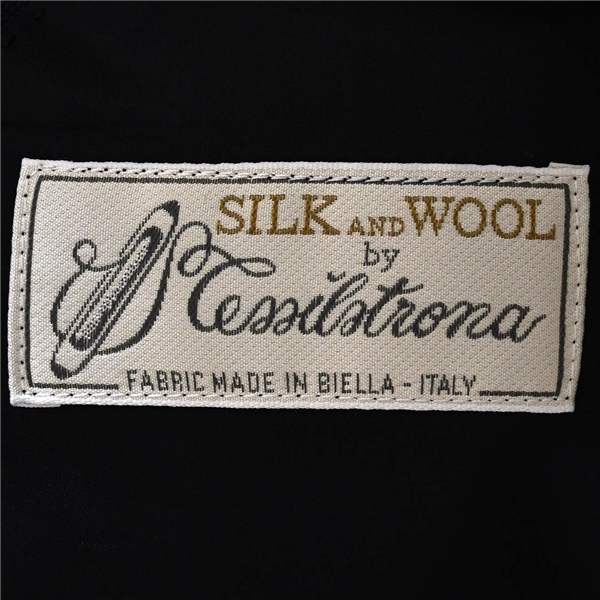 SILK AND WOOL
by
Tessilstrona
FABRIC MADE IN BIELLA - ITALY